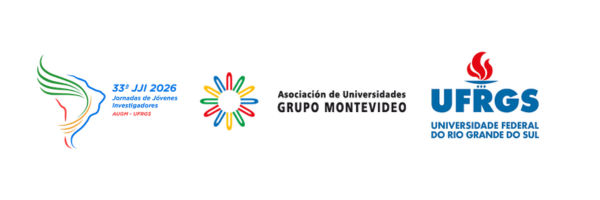 33ª JJI 2026
Jornadas de Jóvenes
Investigadores
AUGM - UFRGS
Asociación de Universidades
GRUPO MONTEVIDEO
UFRGS
UNIVERSIDADE FEDERAL
DO RIO GRANDE DO SUL